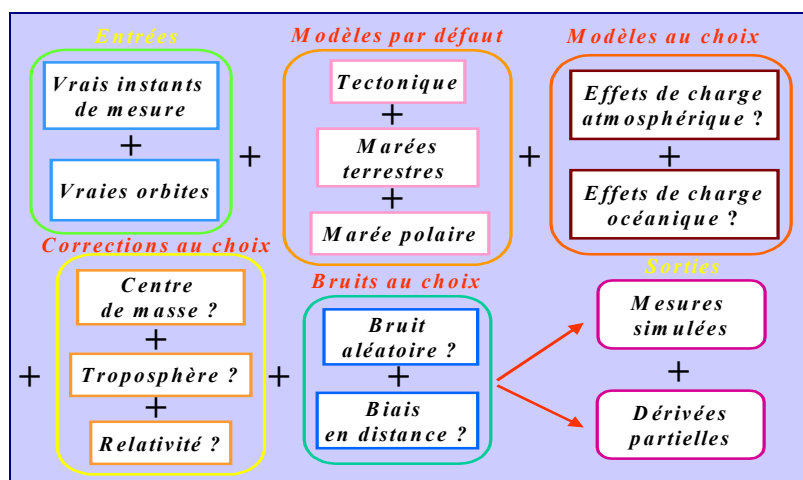 Entrées
Vrais instants
de mesure
+
Vraies orbites
+
Modèles par défaut
Tectonique
+
Marées
terrestres
+
Marée polaire
+
Modèles au choix
Effets de charge
atmosphérique ?
+
Effets de charge
océanique ?
+
Corrections au choix
Centre
de masse ?
+
Troposphère ?
+
Relativité ?
+
Bruits au choix
Bruit
aléatoire ?
+
Biais
en distance ?
Sorties
Mesures
simulées
+
Dérivées
partielles